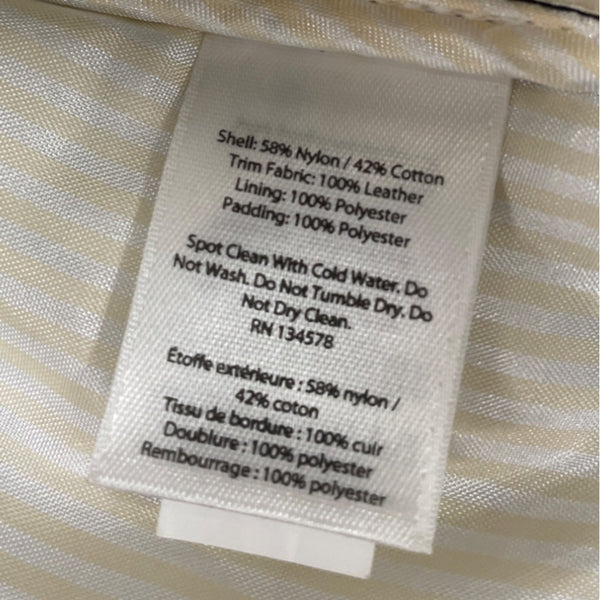 Shell: 58% Nylon / 42% Cotton
Trim Fabric: 100% Leather
Lining: 100% Polyester
Padding: 100% Polyester
Spot Clean With Cold Water. Do
Not Wash. Do Not Tumble Dry. Do
Not Dry Clean.
RN 134578
Étoffe extérieure : 58% nylon /
42% coton
Tissu de bordure : 100% cuir
Doublure : 100% polyester
Rembourrage : 100% polyester